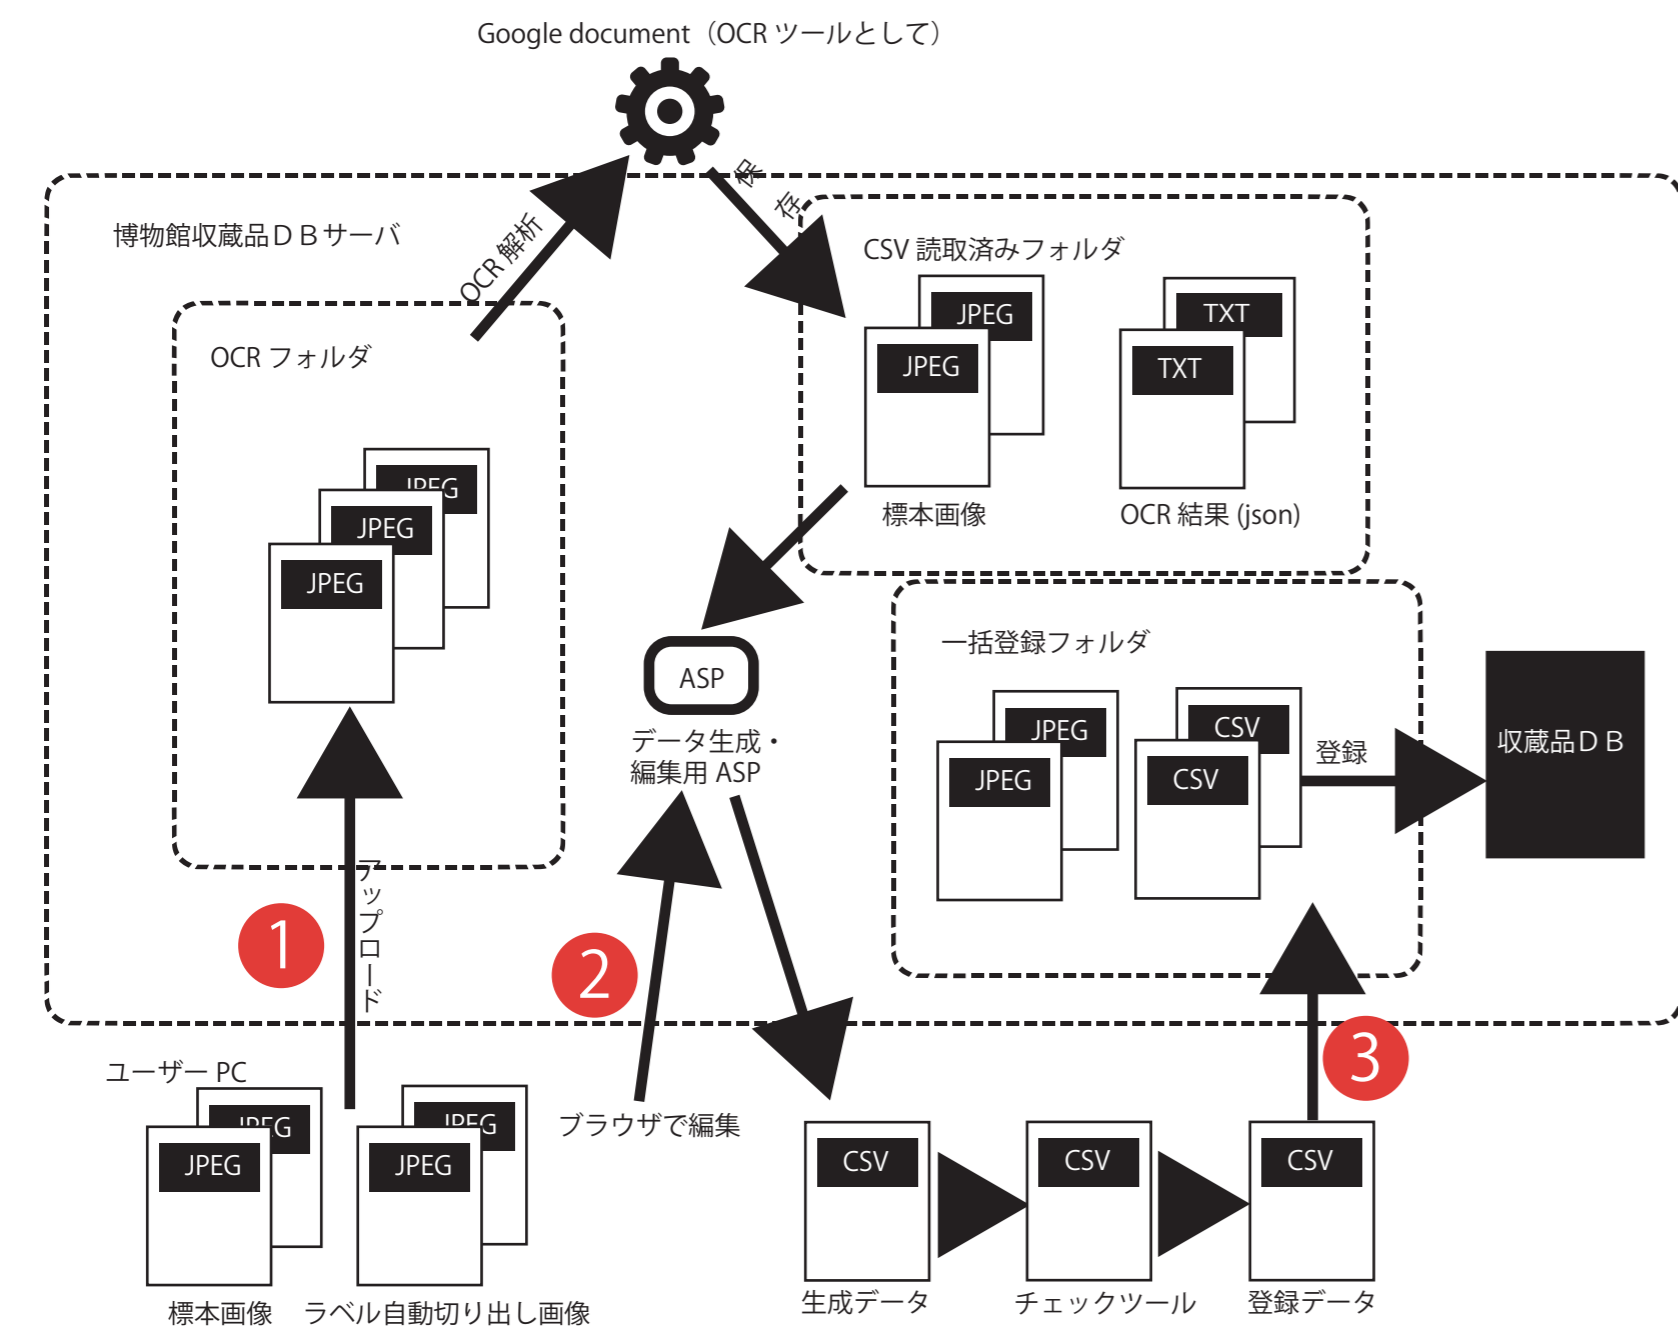 Google document（OCR ツールとして）
博物館収蔵品ＤＢサーバ
OCR 解析
保存
OCR フォルダ
JPEG
JPEG
JPEG
CSV 読取済みフォルダ
JPEG
JPEG
TXT
TXT
標本画像
OCR 結果 (json)
ASP
データ生成・
編集用 ASP
一括登録フォルダ
JPEG
JPEG
CSV
CSV
登録
収蔵品ＤＢ
1
アップロード
2
3
ユーザー PC
JPEG
JPEG
JPEG
JPEG
標本画像
ラベル自動切り出し画像
ブラウザで編集
CSV
CSV
CSV
生成データ
チェックツール
登録データ